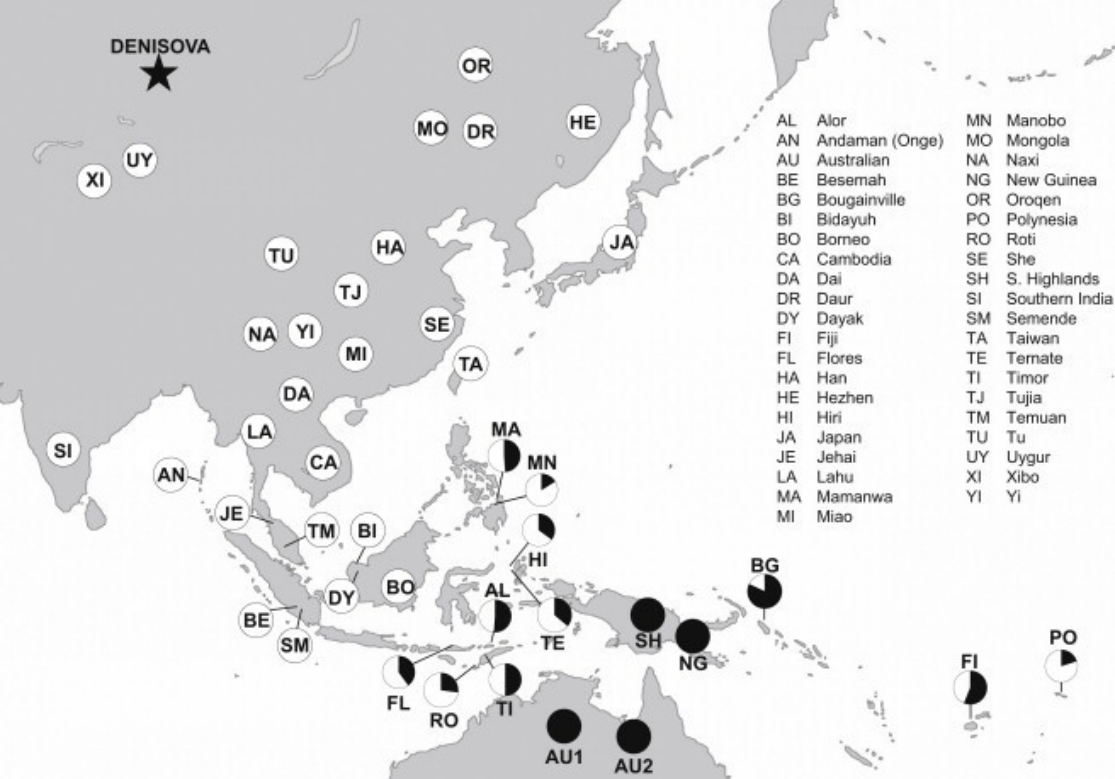 DENISOVA
OR
MO
DR
HE
UY
XI
TU
HA
JA
TJ
NA
YI
SE
MI
TA
DA
LA
SI
CA
AN
MA
MN
JE
TM
BI
HI
BO
DY
AL
BG
BE
SM
TE
SH
NG
FL
RO
TI
FI
PO
AU1
AU2
AL Alor
AN Andaman (Onge)
AU Australian
BE Besemah
BG Bougainville
BI Bidayuh
BO Borneo
CA Cambodia
DA Dai
DR Daur
DY Dayak
FI Fiji
FL Flores
HA Han
HE Hezhen
HI Hiri
JA Japan
JE Jehai
LA Lahu
MA Mamanwa
MI Miao
MN Manobo
MO Mongola
NA Naxi
NG New Guinea
OR Oroqen
PO Polynesia
RO Roti
SE She
SH S. Highlands
SI Southern India
SM Semende
TA Taiwan
TE Ternate
TI Timor
TJ Tujia
TM Temuan
TU Tu
UY Uygur
XI Xibo
YI Yi